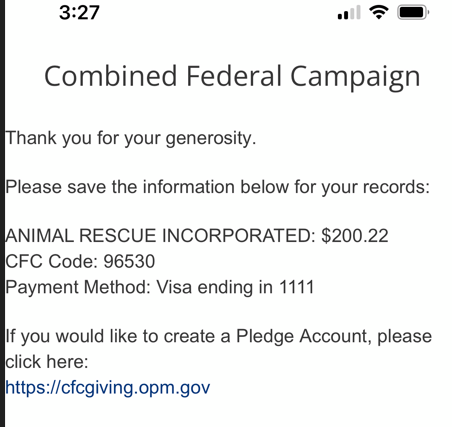 3:27
Combined Federal Campaign
Thank you for your generosity.
Please save the information below for your records:
ANIMAL RESCUE INCORPORATED: $200.22
CFC Code: 96530
Payment Method: Visa ending in 1111
If you would like to create a Pledge Account, please
click here:
https://cfcgiving.opm.gov